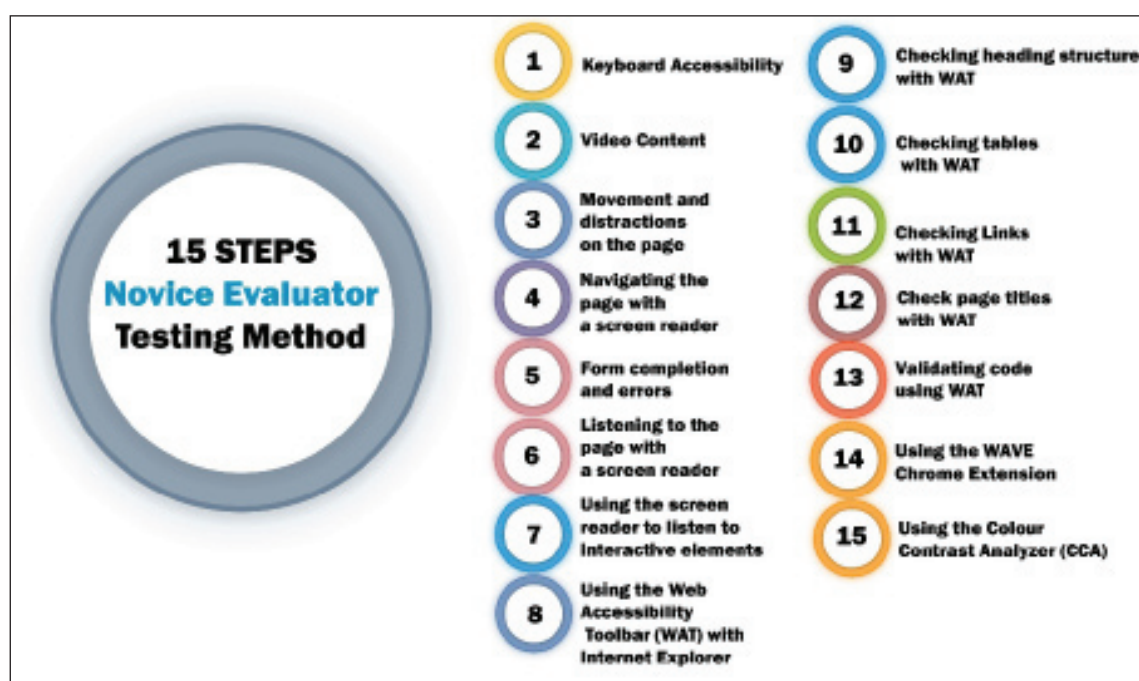 15 STEPS
Novice Evaluator
Testing Method
1
Keyboard Accessibility
2
Video Content
3
Movement and
distractions
on the page
4
Navigating the
page with
a screen reader
5
Form completion
and errors
6
Listening to the
page with
a screen reader
7
Using the screen
reader to listen to
Interactive elements
8
Using the Web
Accessibility
Toolbar (WAT) with
Internet Explorer
9
Checking heading structure
with WAT
10
Checking tables
with WAT
11
Checking Links
with WAT
12
Check page titles
with WAT
13
Validating code
using WAT
14
Using the WAVE
Chrome Extension
15
Using the Colour
Contrast Analyzer (CCA)